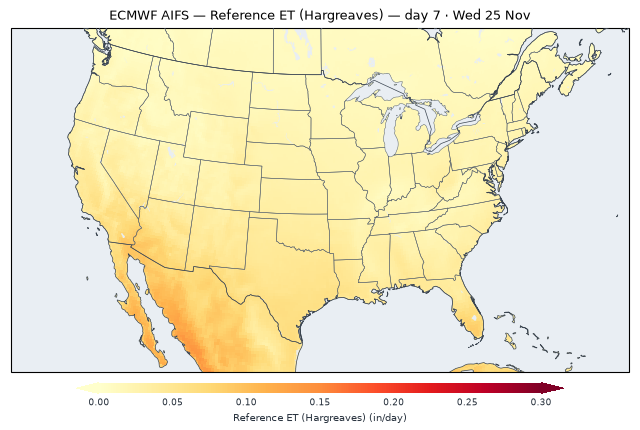 ECMWF AIFS — Reference ET (Hargreaves) — day 7 · Wed 25 Nov
0.00 0.05 0.10 0.15 0.20 0.25 0.30
Reference ET (Hargreaves) (in/day)